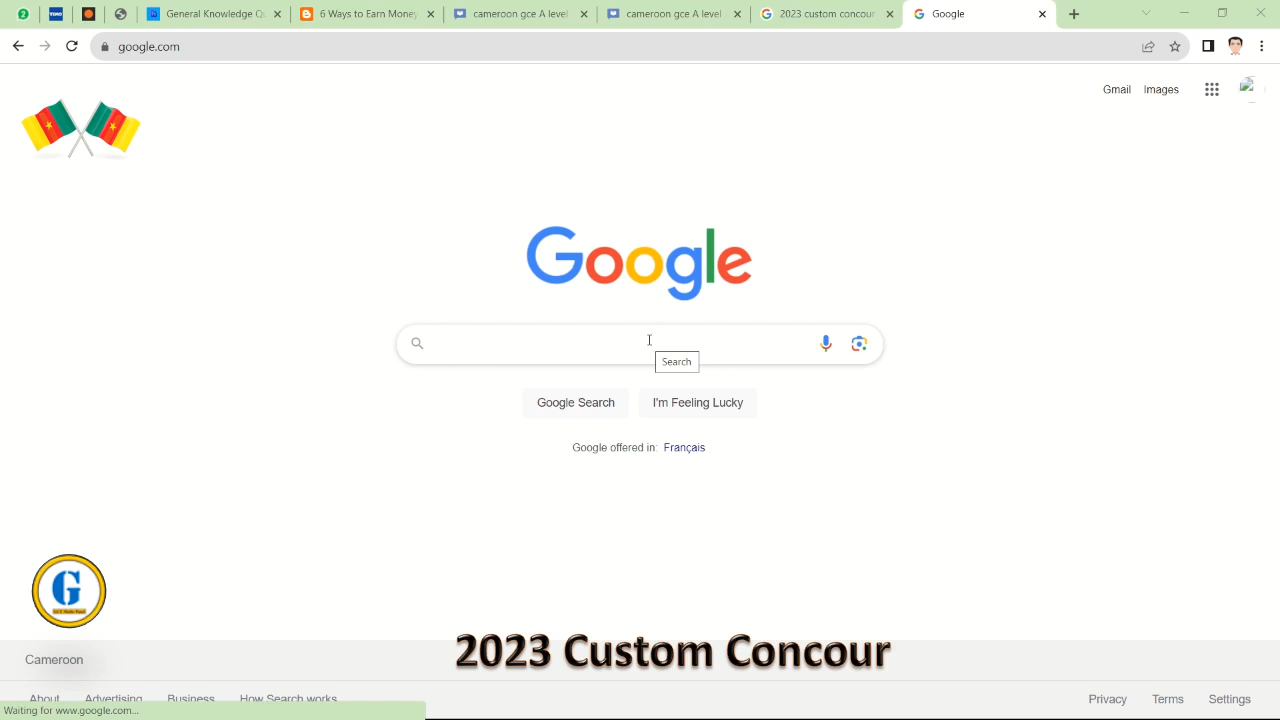 General Knowledge Q
6 Ways to Earn Money
cameroon gce A level
cameroon gce A level
2023 custom concour
Google
google.com
Gmail
Images
Google
Search
Google Search
I'm Feeling Lucky
Google offered in: Français
G
2023 Custom Concour
Cameroon
About
Advertising
Business
How Search works
Privacy
Terms
Settings
Waiting for www.google.com...